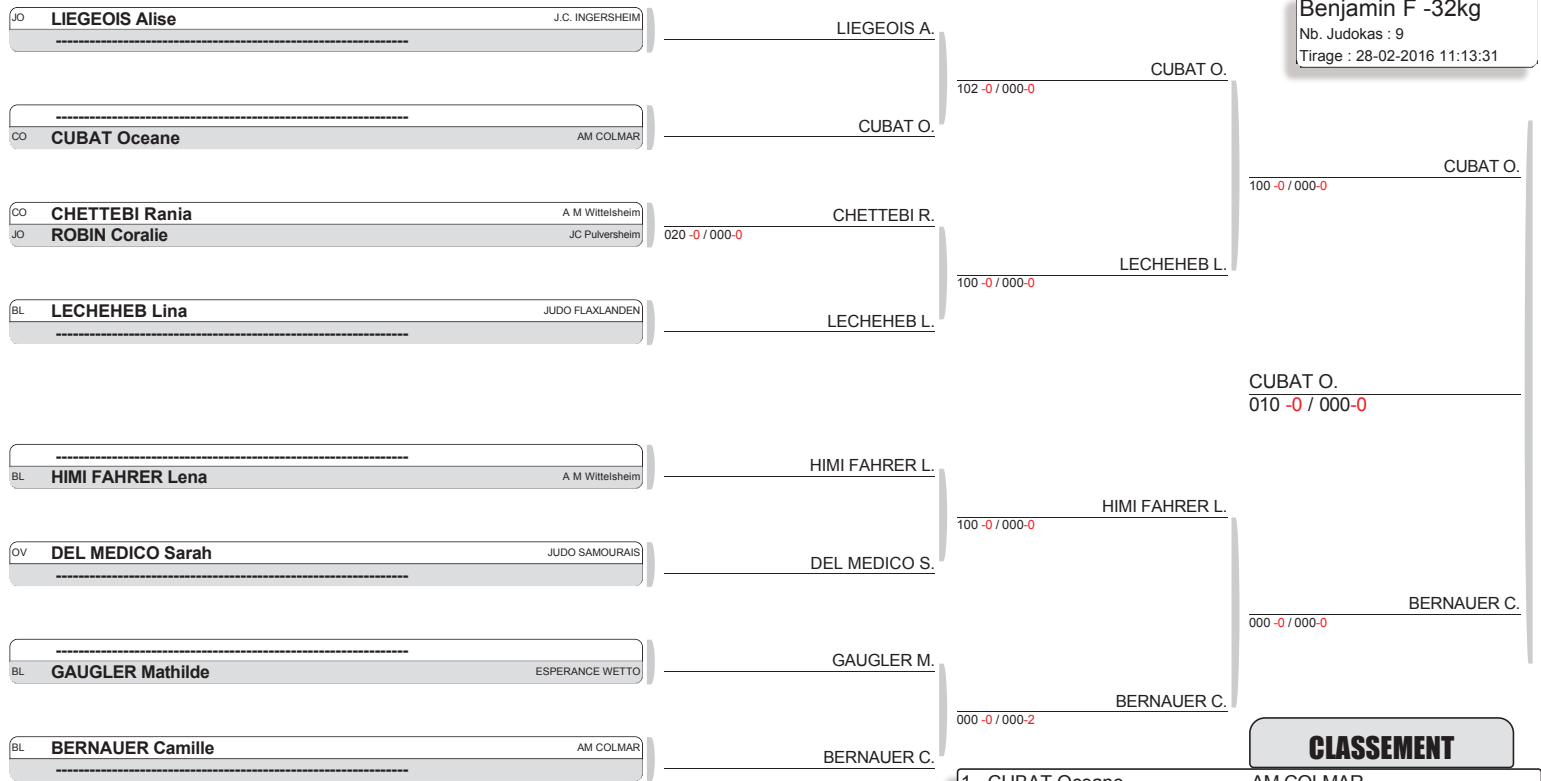 Benjamin F -32kg
Nb. Judokas : 9
Tirage : 28-02-2016 11:13:31
JO LIEGEOIS Alise J.C. INGERSHEIM
----------------------------------------------------------------
----------------------------------------------------------------
CO CUBAT Oceane AM COLMAR
CO CHETTEBI Rania A M Wittelsheim
JO ROBIN Coralie JC Pulversheim
BL LECHEHEB Lina JUDO FLAXLANDEN
----------------------------------------------------------------
----------------------------------------------------------------
BL HIMI FAHRER Lena A M Wittelsheim
OV DEL MEDICO Sarah JUDO SAMOURAIS
----------------------------------------------------------------
----------------------------------------------------------------
BL GAUGLER Mathilde ESPERANCE WETTO
BL BERNAUER Camille AM COLMAR
----------------------------------------------------------------
LIEGEOIS A.
CUBAT O.
CHETTEBI R.
020 -0 / 000-0
LECHEHEB L.
HIMI FAHRER L.
DEL MEDICO S.
GAUGLER M.
BERNAUER C.
CUBAT O.
102 -0 / 000-0
LECHEHEB L.
100 -0 / 000-0
HIMI FAHRER L.
100 -0 / 000-0
BERNAUER C.
000 -0 / 000-2
CUBAT O.
100 -0 / 000-0
CUBAT O.
010 -0 / 000-0
BERNAUER C.
000 -0 / 000-0
CLASSEMENT
1 CUBAT Oceane AM COLMAR